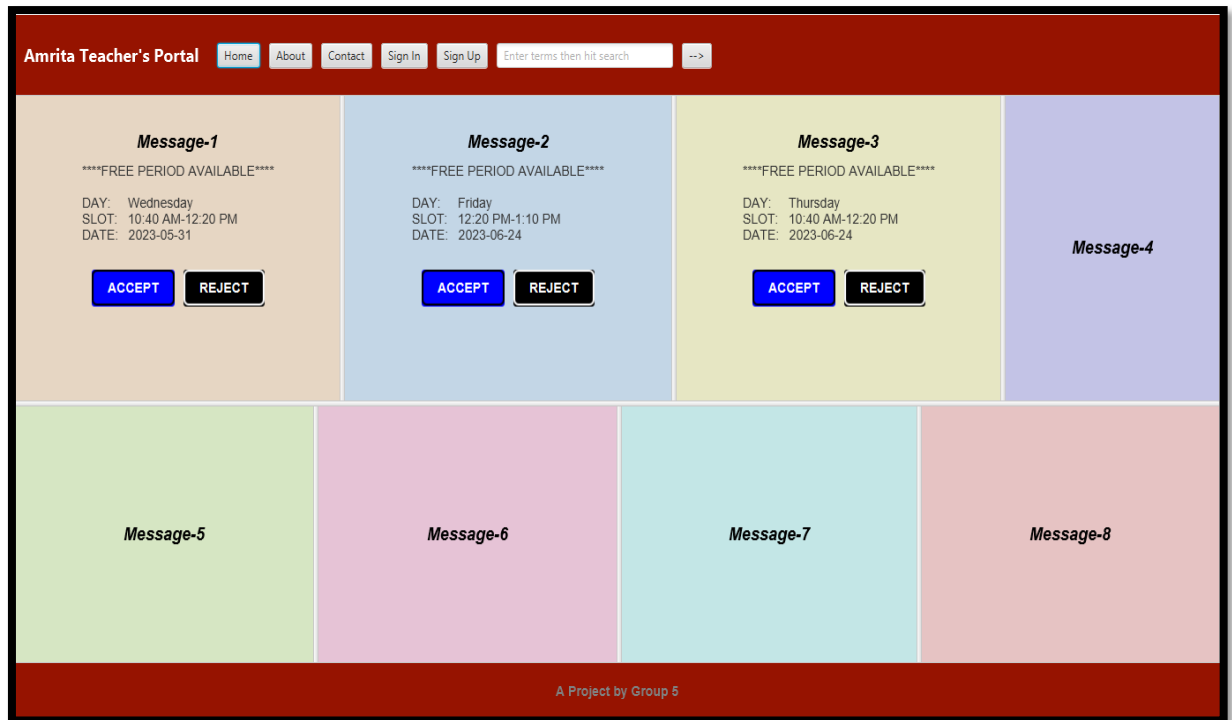 Amrita Teacher's Portal Home About Contact Sign In Sign Up Enter terms then hit search -->
Message-1
****FREE PERIOD AVAILABLE****
DAY: Wednesday
SLOT: 10:40 AM-12:20 PM
DATE: 2023-05-31
ACCEPT REJECT
Message-2
****FREE PERIOD AVAILABLE****
DAY: Friday
SLOT: 12:20 PM-1:10 PM
DATE: 2023-06-24
ACCEPT REJECT
Message-3
****FREE PERIOD AVAILABLE****
DAY: Thursday
SLOT: 10:40 AM-12:20 PM
DATE: 2023-06-24
ACCEPT REJECT
Message-4
Message-5
Message-6
Message-7
Message-8
A Project by Group 5